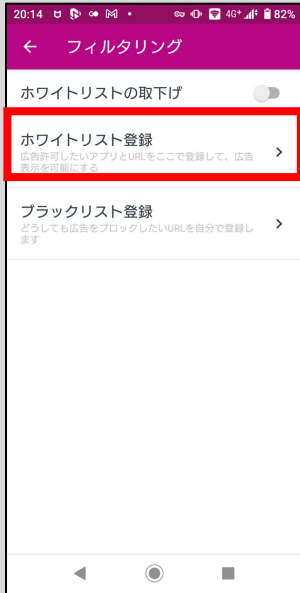 20:14 4G+ 82%
フィルタリング
ホワイトリストの取下げ
ホワイトリスト登録
広告許可したいアプリとURLをここで登録して、広告
表示を可能にする
ブラックリスト登録
どうしても広告をブロックしたいURLを自分で登録し
ます